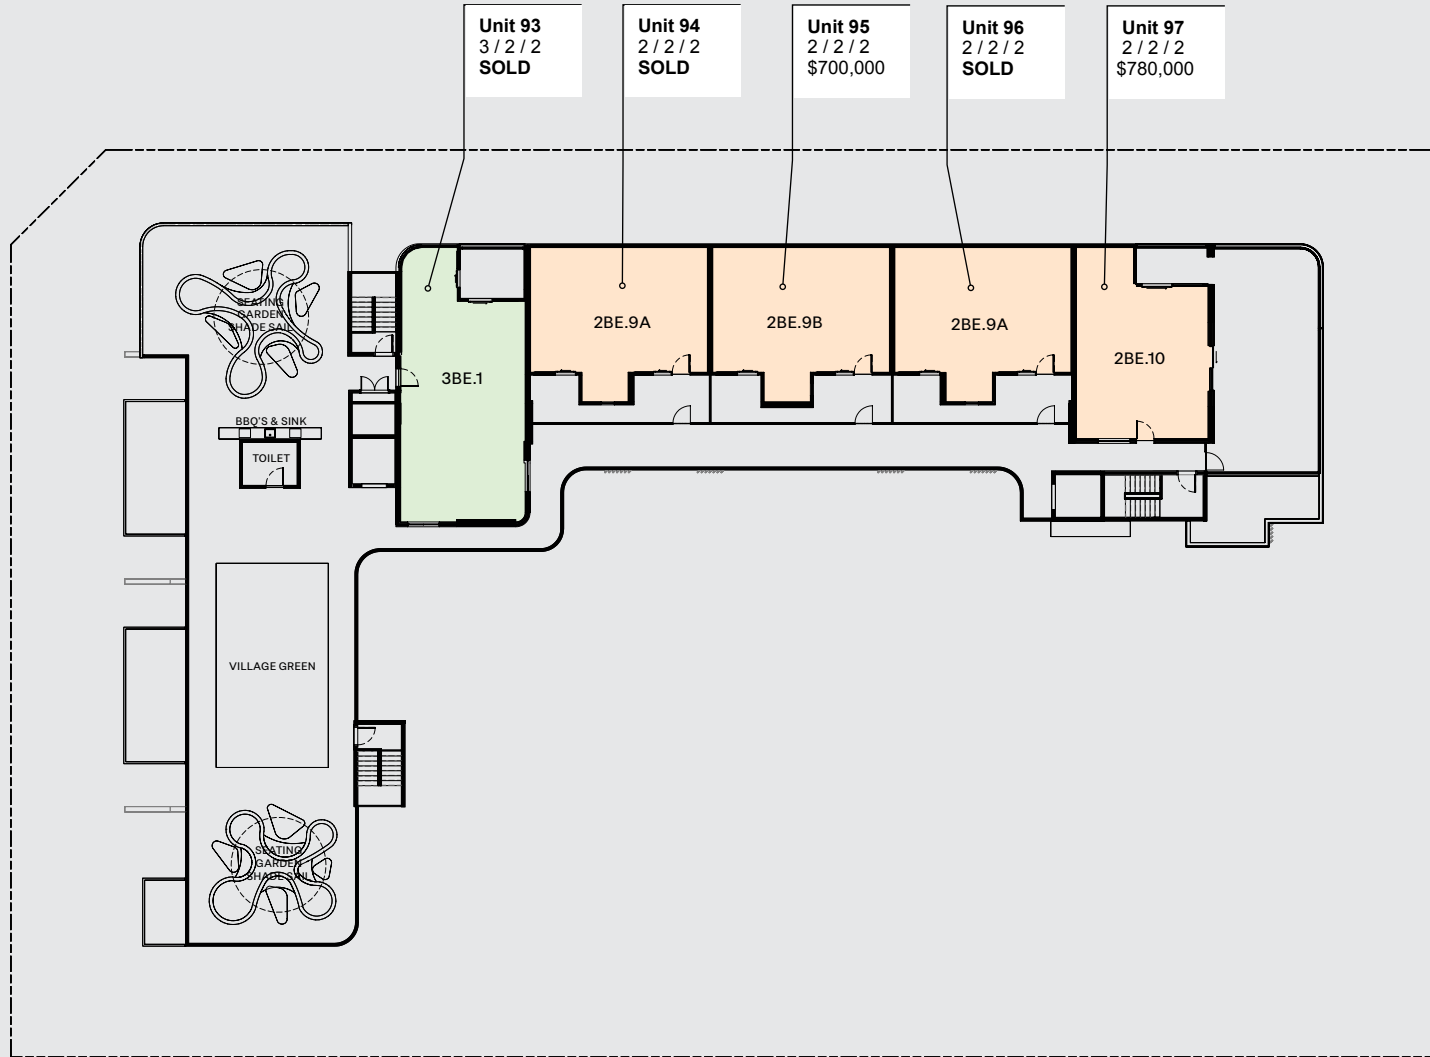 Unit 93
3 / 2 / 2
SOLD
Unit 94
2 / 2 / 2
SOLD
Unit 95
2 / 2 / 2
$700,000
Unit 96
2 / 2 / 2
SOLD
Unit 97
2 / 2 / 2
$780,000
SEATING
GARDEN
SHADE SAIL
3BE.1
2BE.9A
2BE.9B
2BE.9A
2BE.10
BBQ'S & SINK
TOILET
VILLAGE GREEN
SEATING
GARDEN
SHADE SAIL